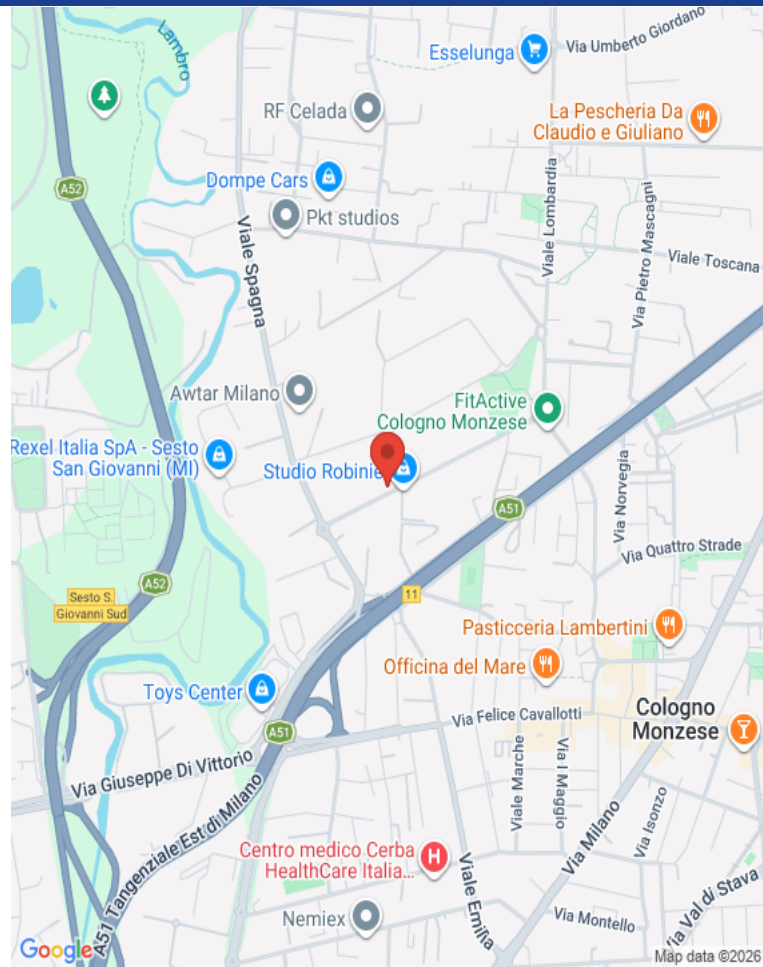 Lambro
Esselunga
Via Umberto Giordano
RF Celada
La Pescheria Da
Claudio e Giuliano
Dompe Cars
A52
Pkt studios
Viale Spagna
Viale Lombardia
Via Pietro Mascagni
Viale Toscana
Awtar Milano
FitActive
Cologno Monzese
Rexel Italia SpA - Sesto
San Giovanni (MI)
Studio Robinie
A51
Via Norvegia
Via Quattro Strade
A52
Sesto S.
Giovanni Sud
11
Pasticceria Lambertini
Officina del Mare
Toys Center
Cologno
Monzese
A51
Via Felice Cavallotti
Via Giuseppe Di Vittorio
Viale Marche
Via I Maggio
Via Isonzo
Via Milano
A51 Tangenziale Est di Milano
Centro medico Cerba
HealthCare Italia...
H
Viale Emilia
Via Val di Stava
Nemiex
Via Montello
Google
Map data ©2026